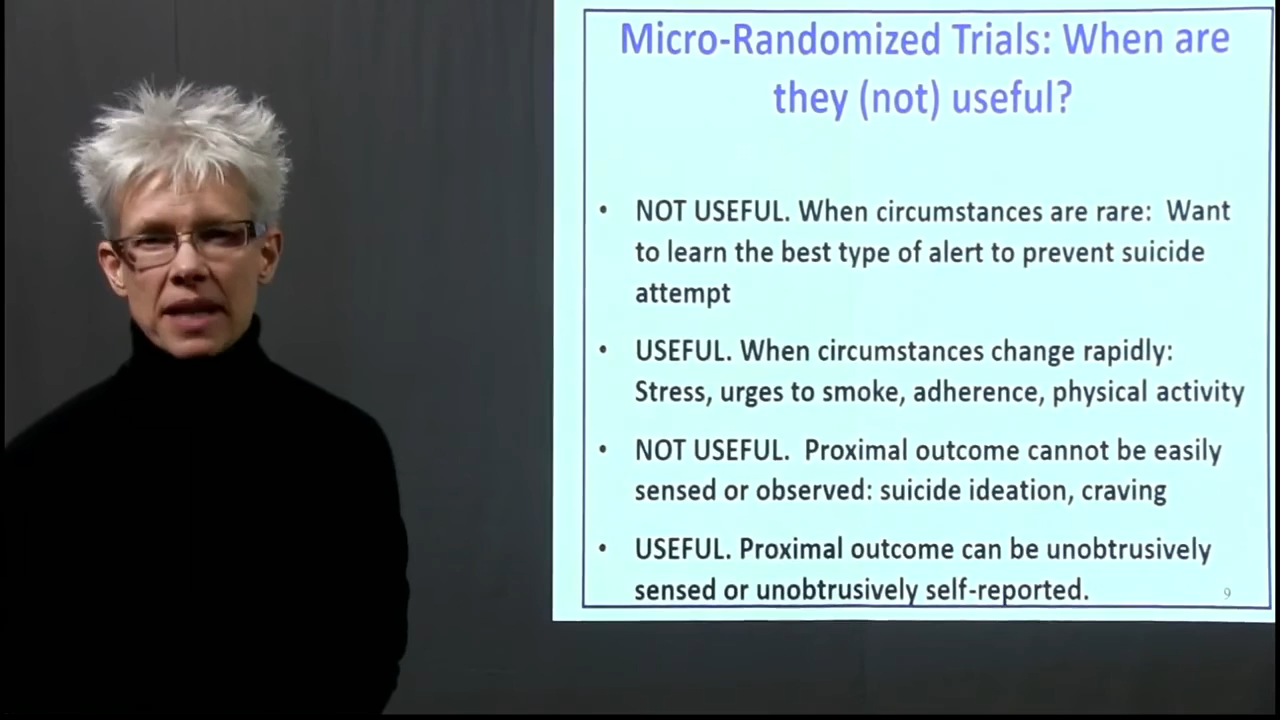 Micro-Randomized Trials: When are
they (not) useful?
• NOT USEFUL. When circumstances are rare: Want
to learn the best type of alert to prevent suicide
attempt
• USEFUL. When circumstances change rapidly:
Stress, urges to smoke, adherence, physical activity
• NOT USEFUL. Proximal outcome cannot be easily
sensed or observed: suicide ideation, craving
• USEFUL. Proximal outcome can be unobtrusively
sensed or unobtrusively self-reported.
9